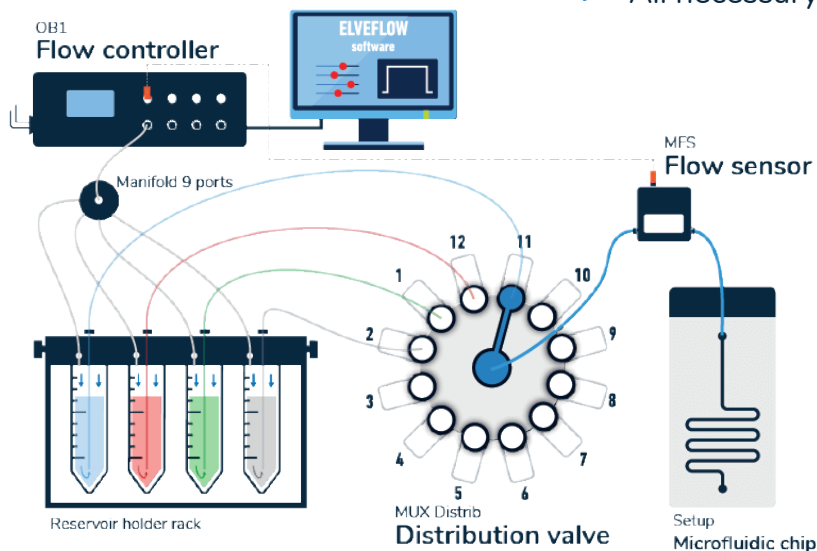 All necessary
OB1
Flow controller
ELVEFLOW
software
Manifold 9 ports
MFS
Flow sensor
12
11
1
10
2
9
3
8
4
7
5
6
Reservoir holder rack
MUX Distrib
Distribution valve
Setup
Microfluidic chip